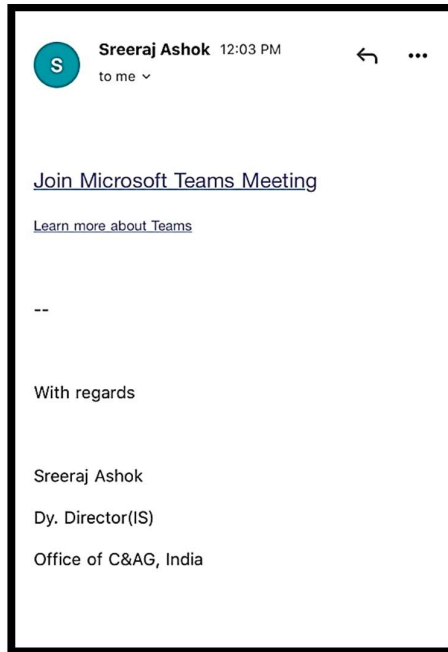 S
Sreeraj Ashok 12:03 PM
to me
Join Microsoft Teams Meeting
Learn more about Teams
--
With regards
Sreeraj Ashok
Dy. Director(IS)
Office of C&AG, India